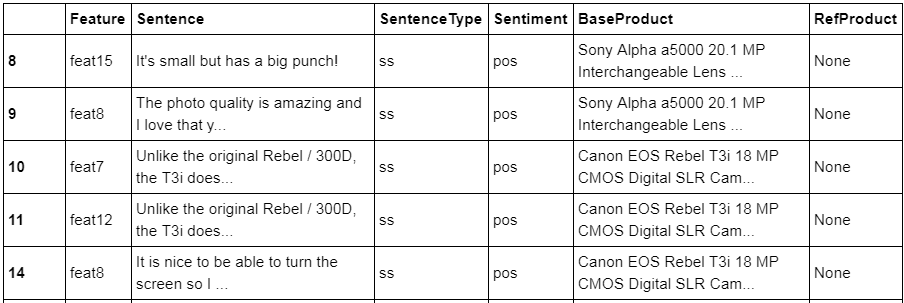 Feature Sentence SentenceType Sentiment BaseProduct RefProduct
8 feat15 It's small but has a big punch! ss pos Sony Alpha a5000 20.1 MP Interchangeable Lens ... None
9 feat8 The photo quality is amazing and I love that y... ss pos Sony Alpha a5000 20.1 MP Interchangeable Lens ... None
10 feat7 Unlike the original Rebel / 300D, the T3i does... ss pos Canon EOS Rebel T3i 18 MP CMOS Digital SLR Cam... None
11 feat12 Unlike the original Rebel / 300D, the T3i does... ss pos Canon EOS Rebel T3i 18 MP CMOS Digital SLR Cam... None
14 feat8 It is nice to be able to turn the screen so I ... ss pos Canon EOS Rebel T3i 18 MP CMOS Digital SLR Cam... None